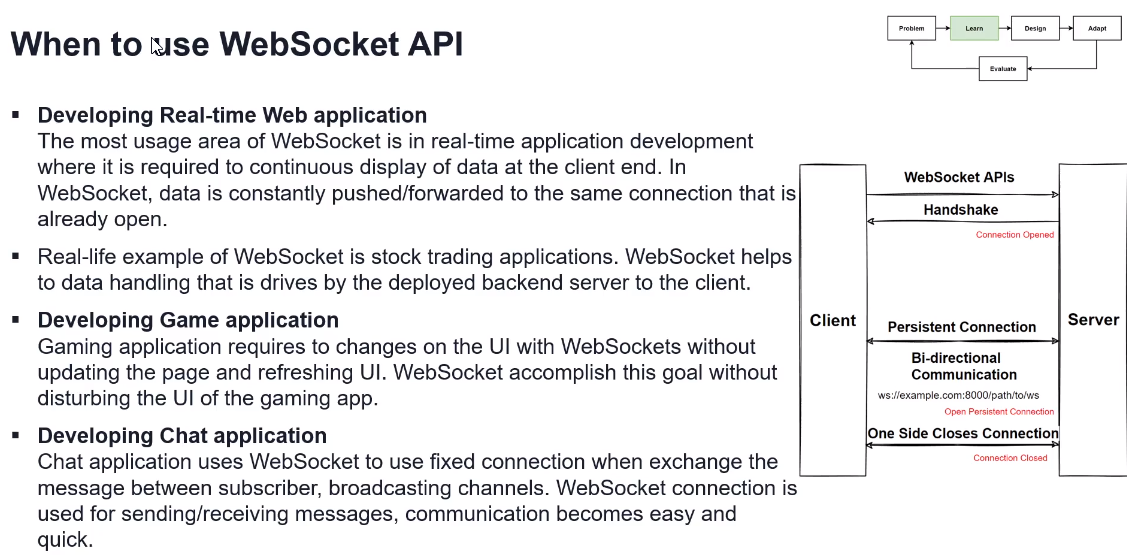 When to use WebSocket API
Problem
Learn
Design
Adapt
Evaluate
▪ Developing Real-time Web application
The most usage area of WebSocket is in real-time application development
where it is required to continuous display of data at the client end. In
WebSocket, data is constantly pushed/forwarded to the same connection that is
already open.
▪ Real-life example of WebSocket is stock trading applications. WebSocket helps
to data handling that is drives by the deployed backend server to the client.
▪ Developing Game application
Gaming application requires to changes on the UI with WebSockets without
updating the page and refreshing UI. WebSocket accomplish this goal without
disturbing the UI of the gaming app.
▪ Developing Chat application
Chat application uses WebSocket to use fixed connection when exchange the
message between subscriber, broadcasting channels. WebSocket connection is
used for sending/receiving messages, communication becomes easy and
quick.
Client
WebSocket APIs
Handshake
Connection Opened
Persistent Connection
Bi-directional
Communication
ws://example.com:8000/path/to/ws
Open Persistent Connection
One Side Closes Connection
Connection Closed
Server